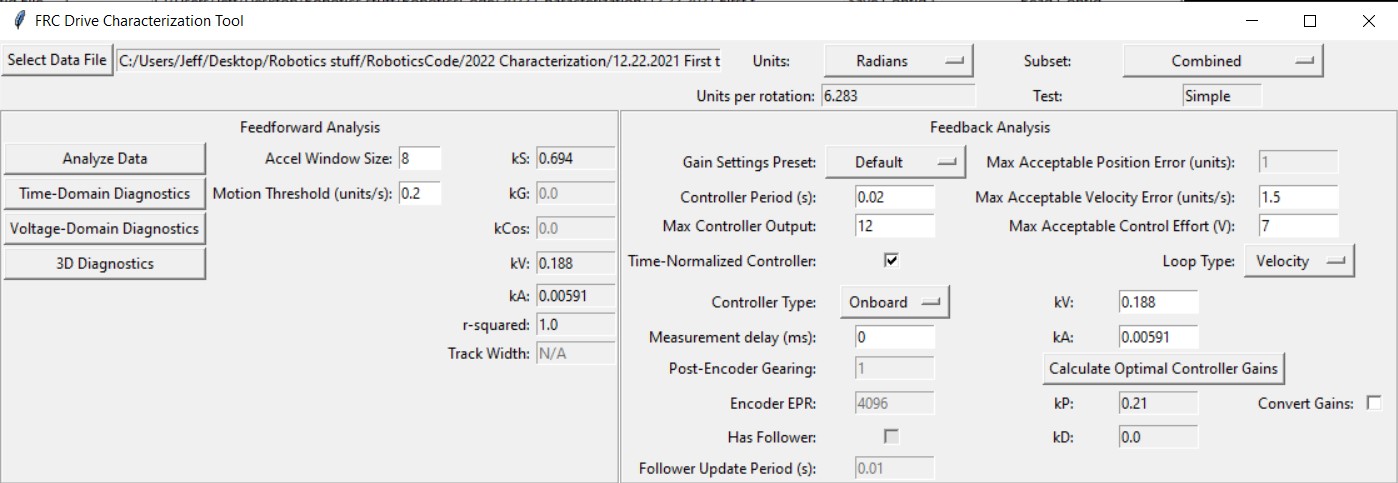 FRC Drive Characterization Tool
Select Data File C:/Users/Jeff/Desktop/Robotics stuff/RoboticsCode/2022 Characterization/12.22.2021 First t Units: Radians Subset: Combined
Units per rotation: 6.283 Test: Simple
Feedforward Analysis
Analyze Data Accel Window Size: 8 kS: 0.694
Time-Domain Diagnostics Motion Threshold (units/s): 0.2 kG: 0.0
Voltage-Domain Diagnostics kCos: 0.0
3D Diagnostics kV: 0.188
kA: 0.00591
r-squared: 1.0
Track Width: N/A
Feedback Analysis
Gain Settings Preset: Default Max Acceptable Position Error (units): 1
Controller Period (s): 0.02 Max Acceptable Velocity Error (units/s): 1.5
Max Controller Output: 12 Max Acceptable Control Effort (V): 7
Time-Normalized Controller: Loop Type: Velocity
Controller Type: Onboard kV: 0.188
Measurement delay (ms): 0 kA: 0.00591
Post-Encoder Gearing: 1 Calculate Optimal Controller Gains
Encoder EPR: 4096 kP: 0.21 Convert Gains:
Has Follower: kD: 0.0
Follower Update Period (s): 0.01